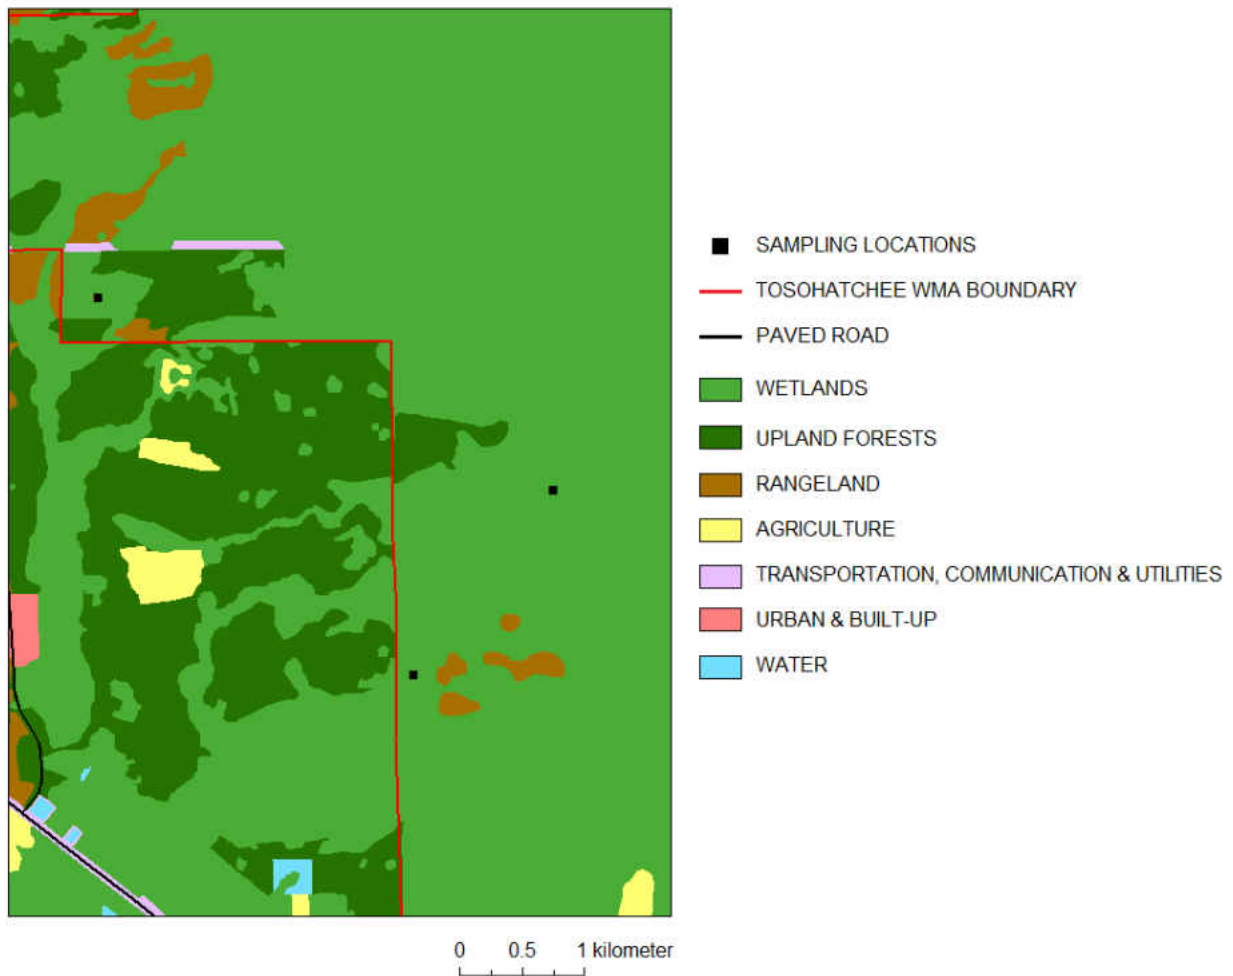 SAMPLING LOCATIONS
TOSOHATCHEE WMA BOUNDARY
PAVED ROAD
WETLANDS
UPLAND FORESTS
RANGELAND
AGRICULTURE
TRANSPORTATION, COMMUNICATION & UTILITIES
URBAN & BUILT-UP
WATER
0 0.5 1 kilometer